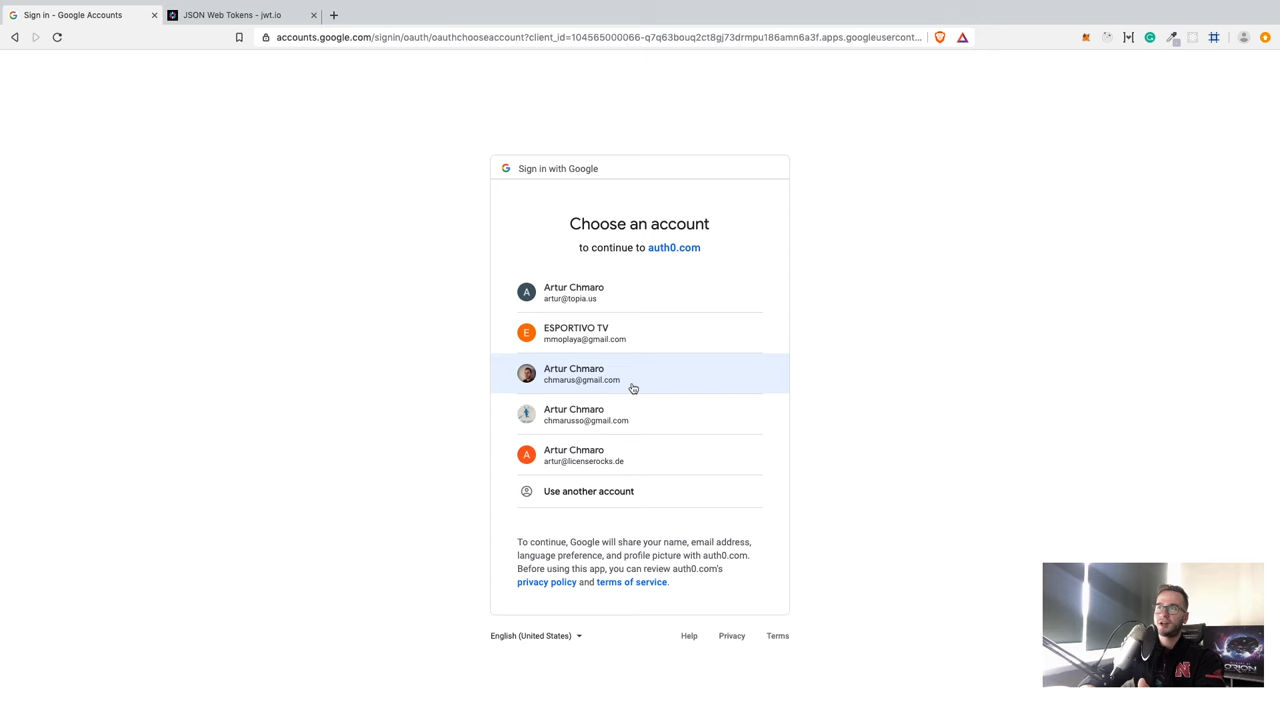 Sign in - Google Accounts
JSON Web Tokens - jwt.io
accounts.google.com/signin/oauth/oauthchooseaccount?client_id=104565000066-q7q63bouq2ct8gj73drmpu186amn6a3f.apps.googleusercont...
Sign in with Google
Choose an account
to continue to auth0.com
A
Artur Chmaro
artur@topia.us
E
ESPORTIVO TV
mmoplaya@gmail.com
Artur Chmaro
chmarus@gmail.com
Artur Chmaro
chmarusso@gmail.com
A
Artur Chmaro
artur@licenserocks.de
Use another account
To continue, Google will share your name, email address,
language preference, and profile picture with auth0.com.
Before using this app, you can review auth0.com's
privacy policy and terms of service.
English (United States)
Help
Privacy
Terms
N
ORION